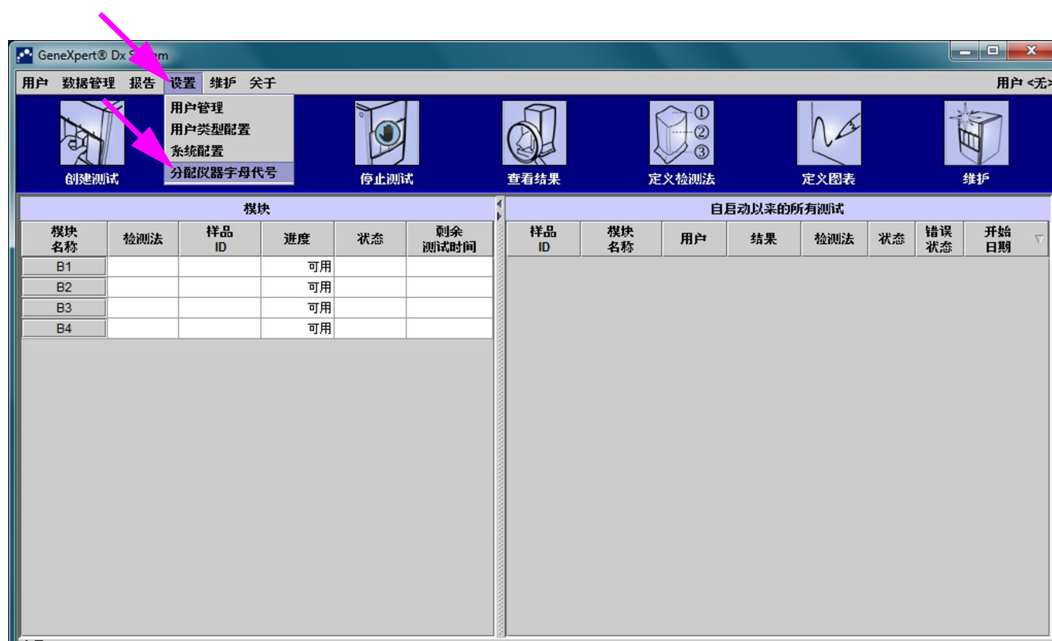 GeneXpert® Dx System
用户 数据管理 报告 设置 维护 关于 用户 <无>
用户管理
用户类型配置
系统配置
分配仪器字母代号
创建测试 停止测试 查看结果 定义检测法 定义图表 维护
①
②
③
模块 自启动以来的所有测试
模块名称 检测法 样品ID 进度 状态 剩余测试时间 样品ID 模块名称 用户 结果 检测法 状态 错误状态 开始日期
B1 可用
B2 可用
B3 可用
B4 可用